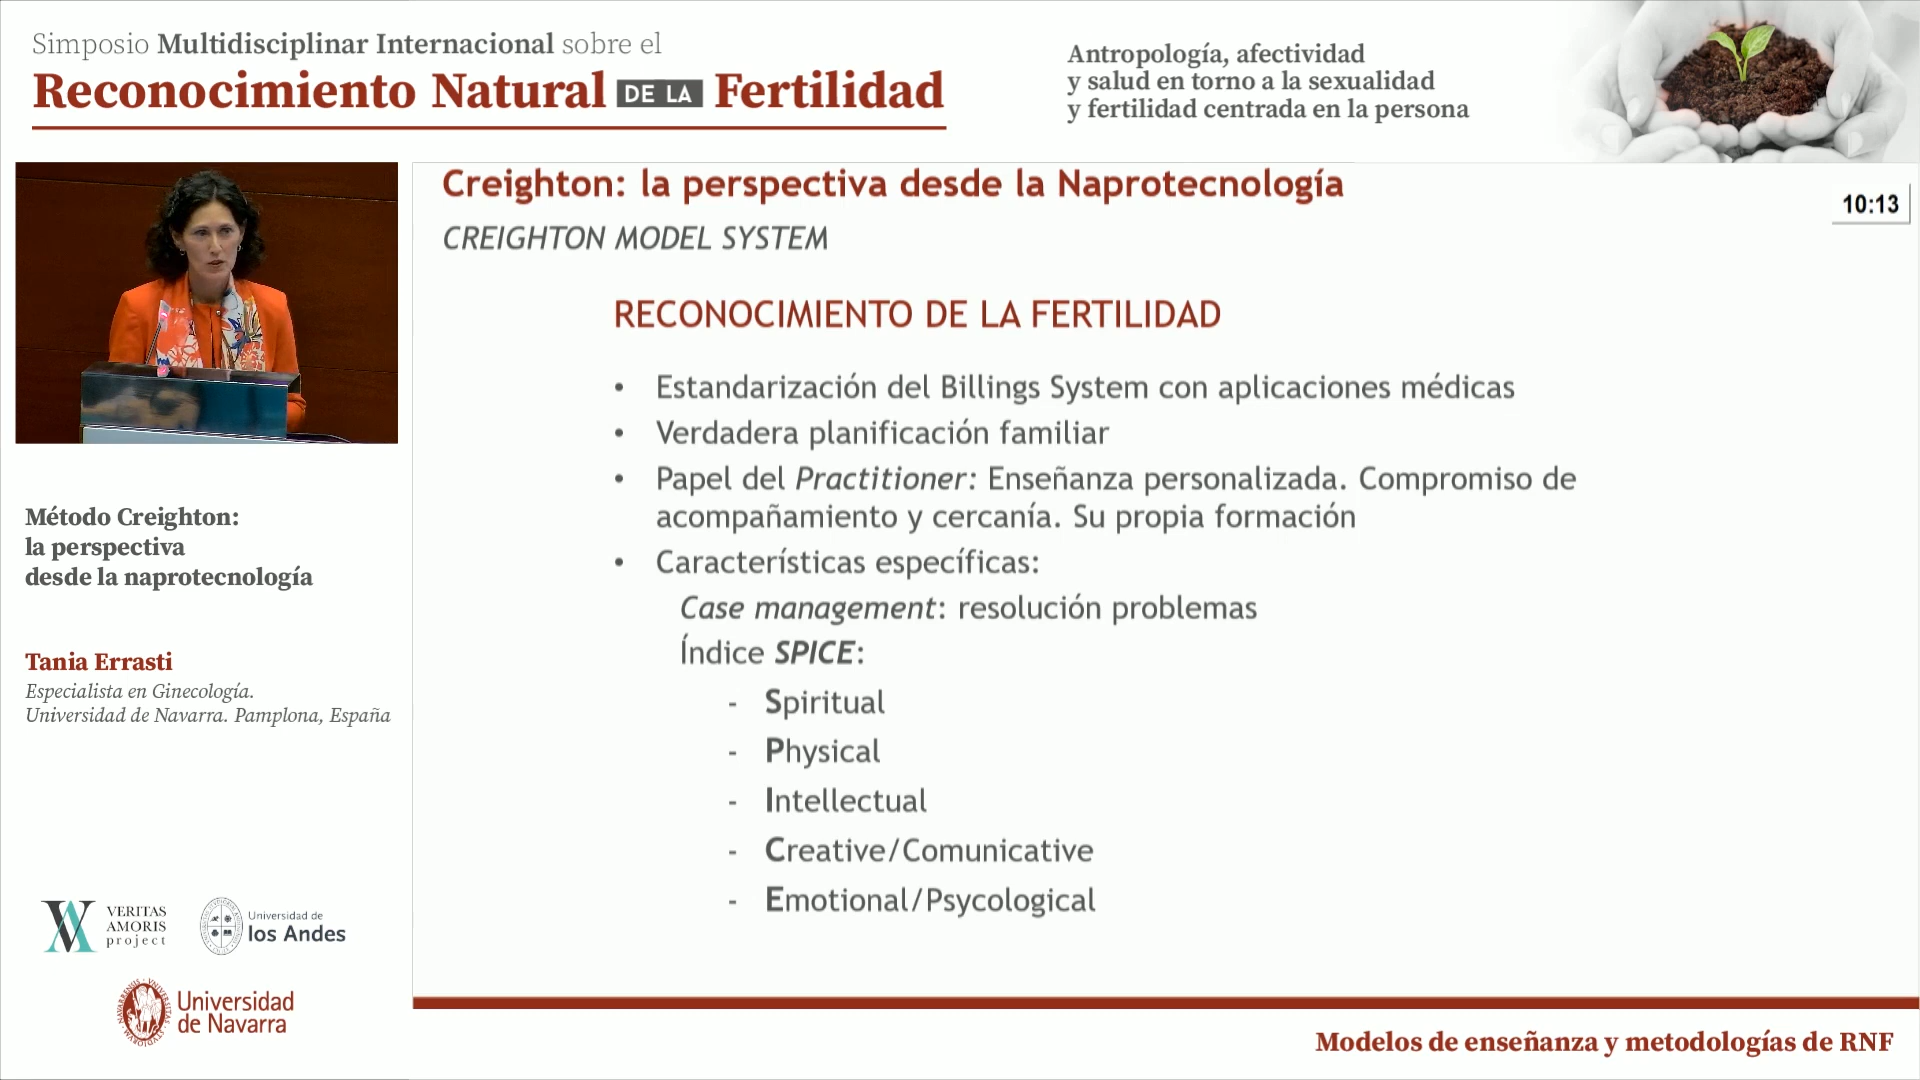 Simposio Multidisciplinar Internacional sobre el
Reconocimiento Natural DE LA Fertilidad
Antropología, afectividad
y salud en torno a la sexualidad
y fertilidad centrada en la persona
Creighton: la perspectiva desde la Naprotecnología
10:13
CREIGHTON MODEL SYSTEM
RECONOCIMIENTO DE LA FERTILIDAD
• Estandarización del Billings System con aplicaciones médicas
• Verdadera planificación familiar
• Papel del Practitioner: Enseñanza personalizada. Compromiso de
acompañamiento y cercanía. Su propia formación
• Características específicas:
Case management: resolución problemas
Índice SPICE:
- Spiritual
- Physical
- Intellectual
- Creative/Comunicative
- Emotional/Psycological
Método Creighton:
la perspectiva
desde la naprotecnología
Tania Errasti
Especialista en Ginecología.
Universidad de Navarra. Pamplona, España
VERITAS
AMORIS
project
Universidad de
los Andes
Universidad
de Navarra
Modelos de enseñanza y metodologías de RNF